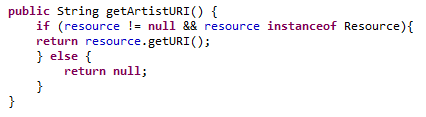 public String getArtistURI() {
    if (resource != null && resource instanceof Resource){
    return resource.getURI();
    } else {
        return null;
    }
}